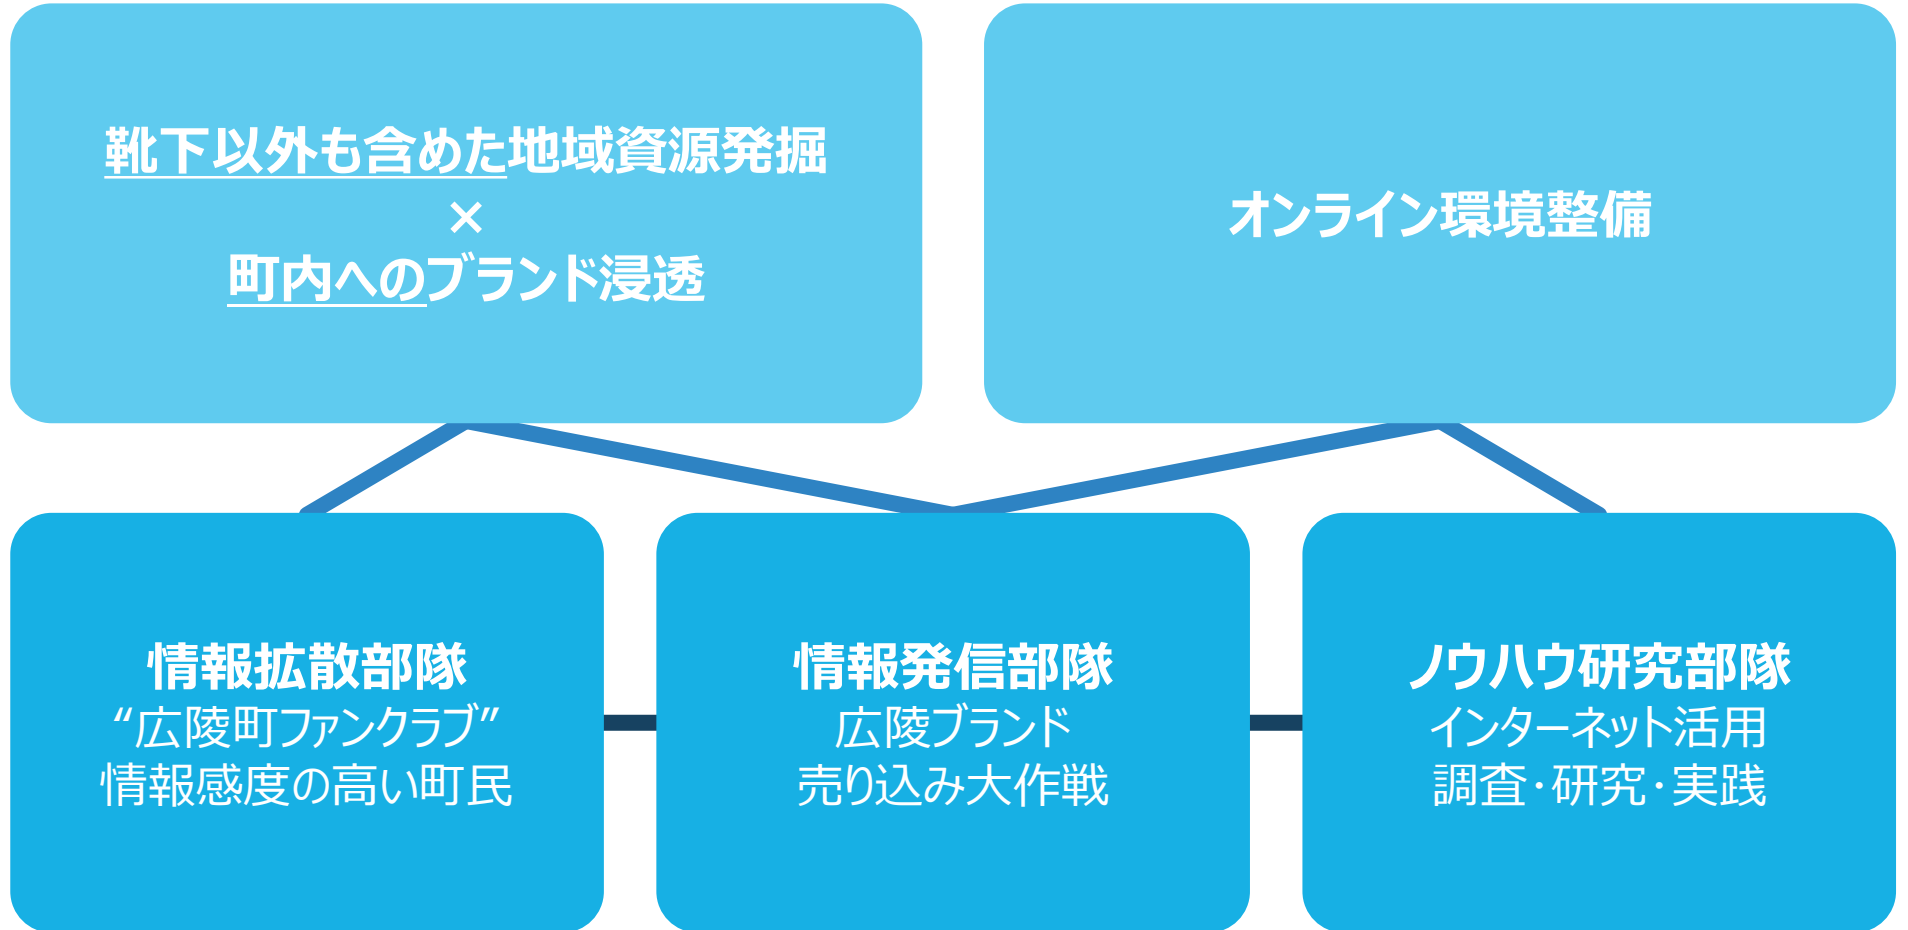 靴下以外も含めた地域資源発掘
×
町内へのブランド浸透
オンライン環境整備
情報拡散部隊
“広陵町ファンクラブ”
情報感度の高い町民
情報発信部隊
広陵ブランド
売り込み大作戦
ノウハウ研究部隊
インターネット活用
調査・研究・実践